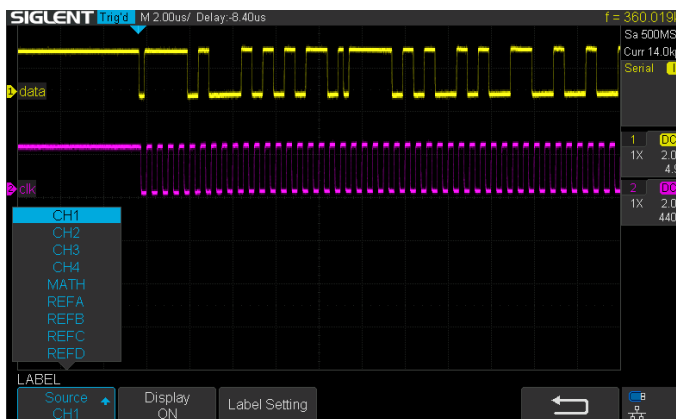 SIGLENT Trig'd M 2.00us/ Delay:-8.40us f = 360.019
Sa 500MS
Curr 14.0k
Serial
1 data
1 DC
1X 2.0
4.
2 clk
2 DC
1X 2.0
440
CH1
CH2
CH3
CH4
MATH
REFA
REFB
REFC
REFD
LABEL
Source
CH1
Display
ON
Label Setting